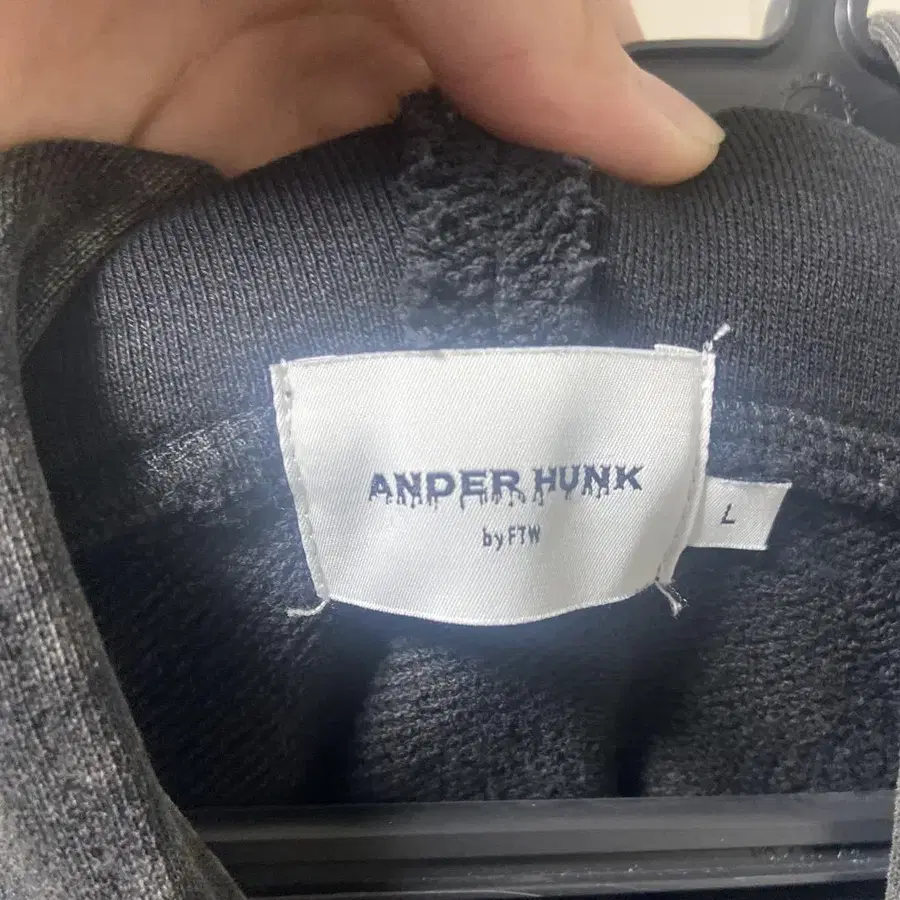 ANDER HUNK
by FTW
L